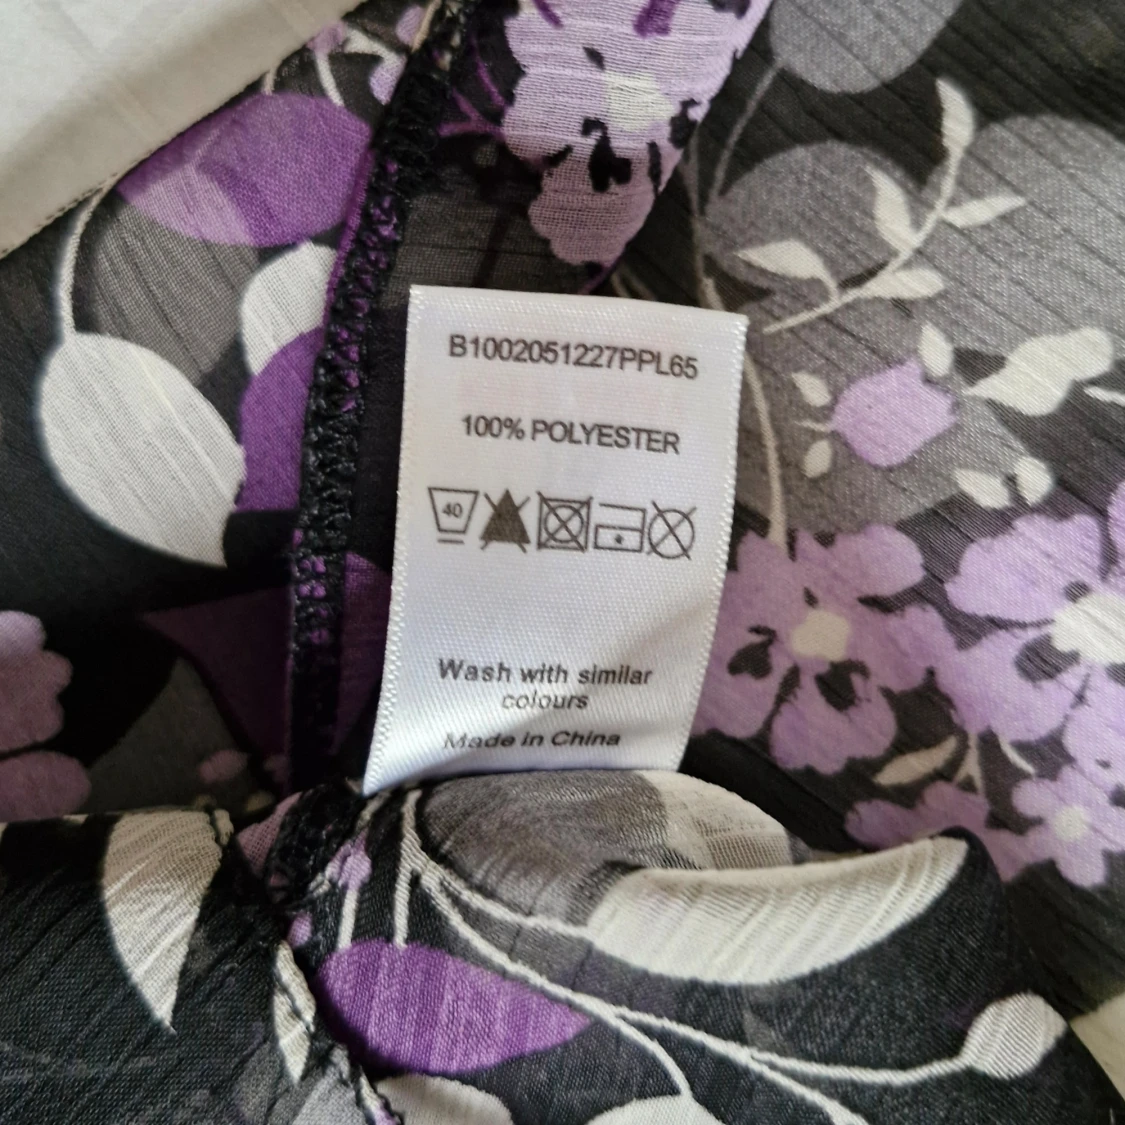 B1002051227PPL65
100% POLYESTER
40
Wash with similar
colours
Made in China